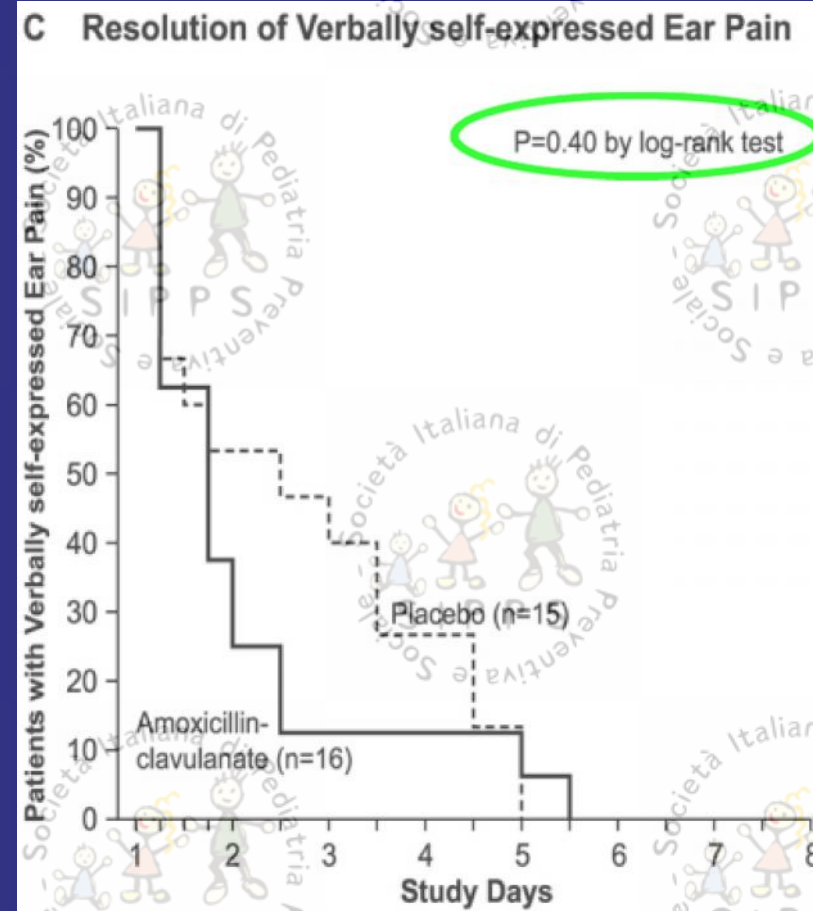 C Resolution of Verbally self-expressed Ear Pain
P=0.40 by log-rank test
Patients with Verbally self-expressed Ear Pain (%)
100
90
80
70
60
50
40
30
20
10
0
Placebo (n=15)
Amoxicillin-
clavulanate (n=16)
1 2 3 4 5 6 7 8
Study Days
Società Italiana di Pediatria Preventiva e Sociale
SIPPS